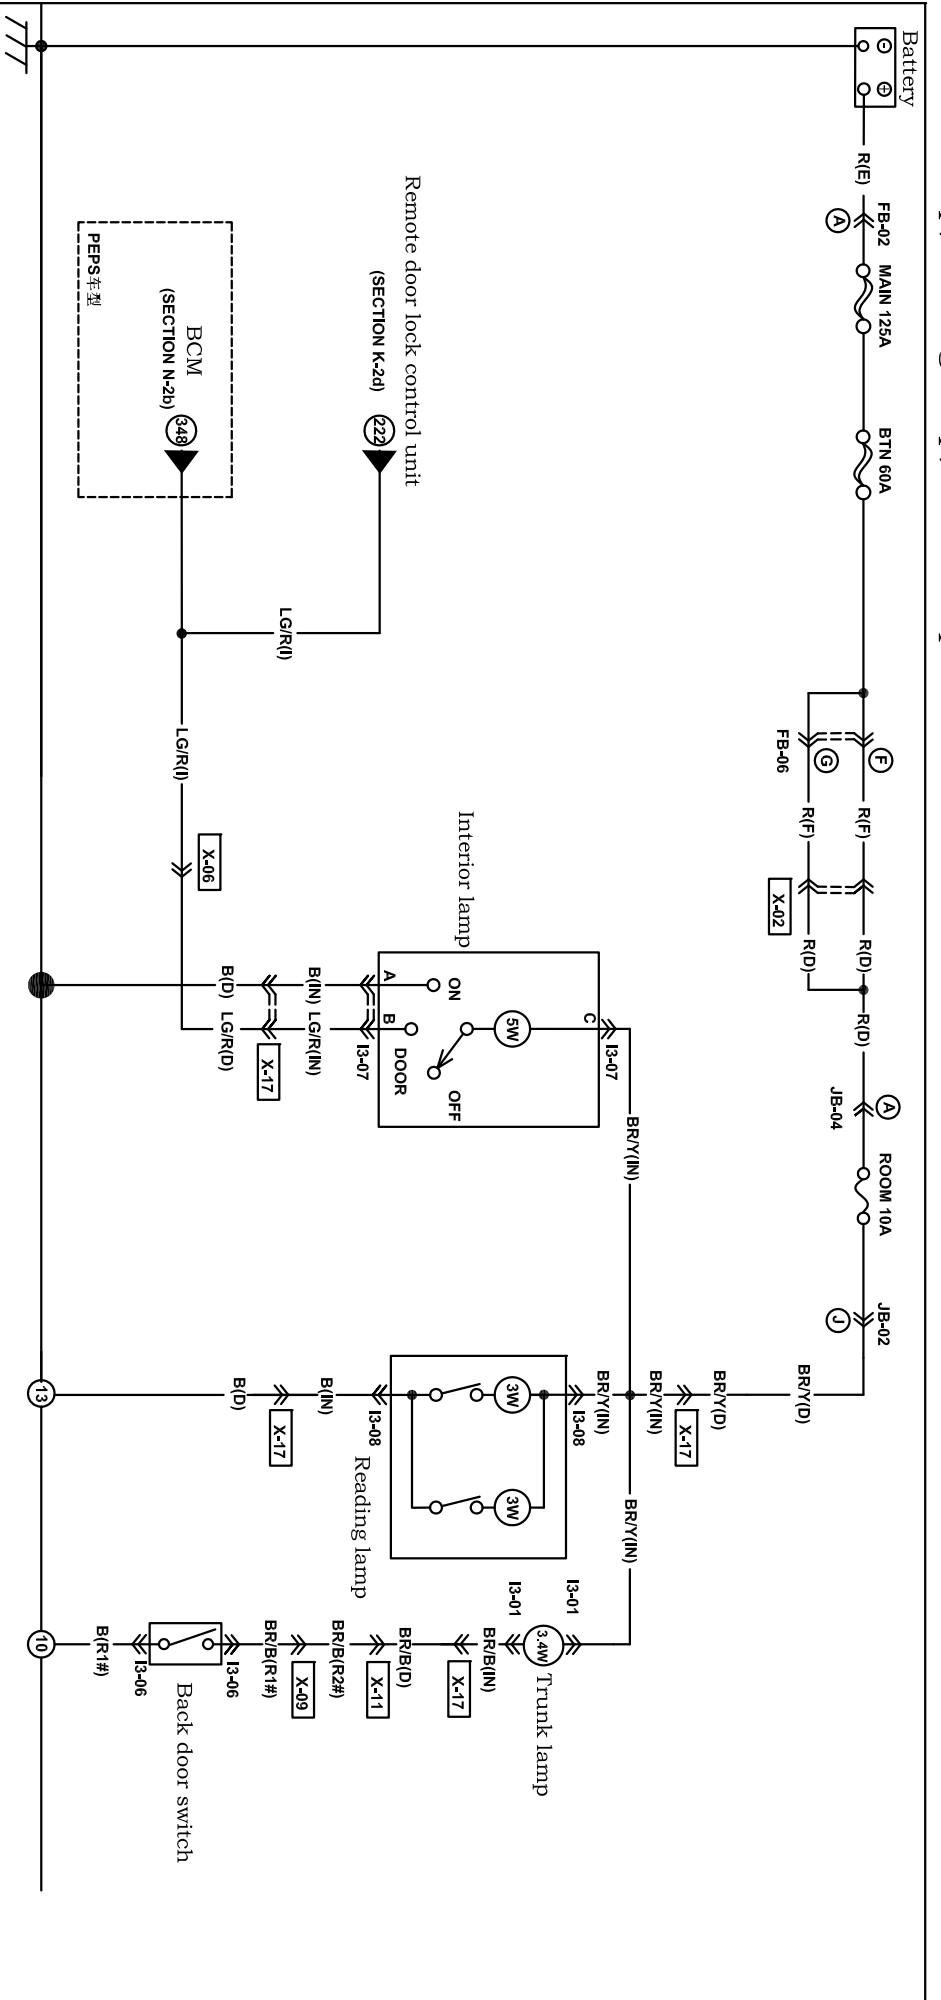 Battery
- +
R(E)
FB-02
A
MAIN 125A
BTN 60A
F
G
FB-06
R(F)
R(F)
X-02
R(D)
R(D)
R(D)
A
JB-04
ROOM 10A
JB-02
J
BR/Y(D)
BR/Y(D)
X-17
BR/Y(IN)
BR/Y(IN)
BR/Y(IN)
BR/Y(IN)
Remote door lock control unit
(SECTION K-2d)
222
BCM
(SECTION N-2b)
348
PEPS车型
LG/R(I)
LG/R(I)
X-06
Interior lamp
I3-07
C
5W
ON
DOOR
OFF
A
B
I3-07
B(IN)
LG/R(IN)
X-17
B(D)
LG/R(D)
I3-08
3W
3W
I3-08
Reading lamp
B(IN)
X-17
B(D)
13
I3-01
I3-01
3.4W
Trunk lamp
BR/B(IN)
X-17
BR/B(D)
X-11
BR/B(R2#)
X-09
BR/B(R1#)
I3-06
Back door switch
I3-06
B(R1#)
10